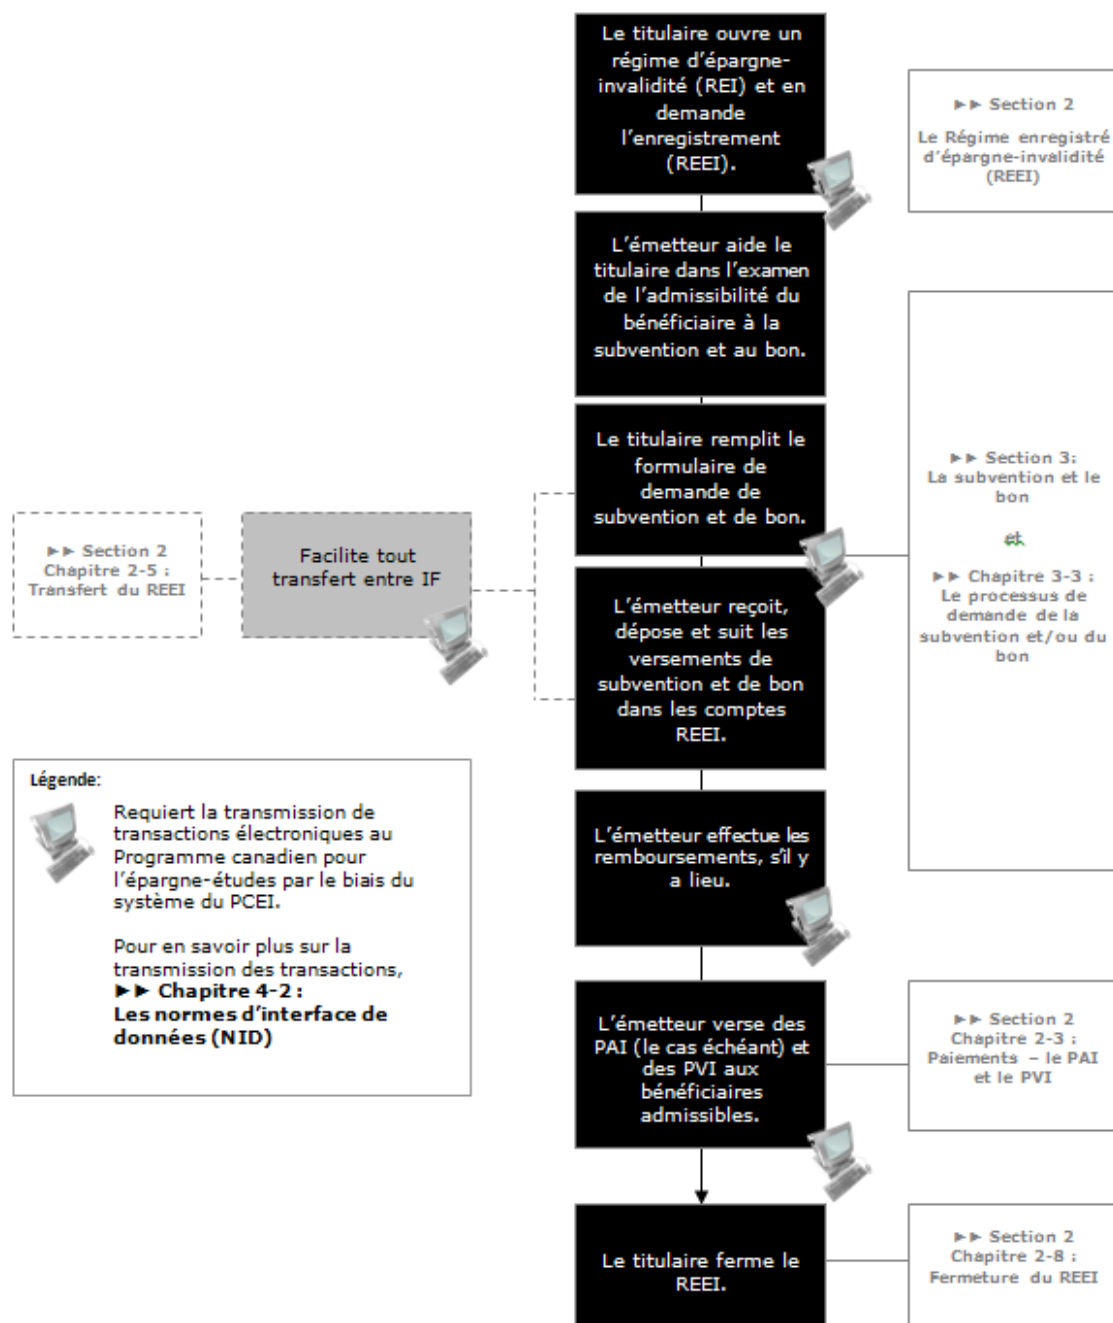 Le titulaire ouvre un
régime d'épargne-
invalidité (REI) et en
demande
l'enregistrement
(REEI).
►► Section 2
Le Régime enregistré
d'épargne-invalidité
(REEI)
L'émetteur aide le
titulaire dans l'examen
de l'admissibilité du
bénéficiaire à la
subvention et au bon.
Le titulaire remplit le
formulaire de
demande de
subvention et de bon.
►► Section 3:
La subvention et le
bon
et
►► Chapitre 3-3 :
Le processus de
demande de la
subvention et/ou du
bon
►► Section 2
Chapitre 2-5 :
Transfert du REEI
Facilite tout
transfert entre IF
L'émetteur reçoit,
dépose et suit les
versements de
subvention et de bon
dans les comptes
REEI.
Légende:
Requiert la transmission de
transactions électroniques au
Programme canadien pour
l'épargne-études par le biais du
système du PCEI.
Pour en savoir plus sur la
transmission des transactions,
►► Chapitre 4-2 :
Les normes d'interface de
données (NID)
L'émetteur effectue les
remboursements, s'il y
a lieu.
L'émetteur verse des
PAI (le cas échéant) et
des PVI aux
bénéficiaires
admissibles.
►► Section 2
Chapitre 2-3 :
Paiements – le PAI
et le PVI
Le titulaire ferme le
REEI.
►► Section 2
Chapitre 2-8 :
Fermeture du REEI